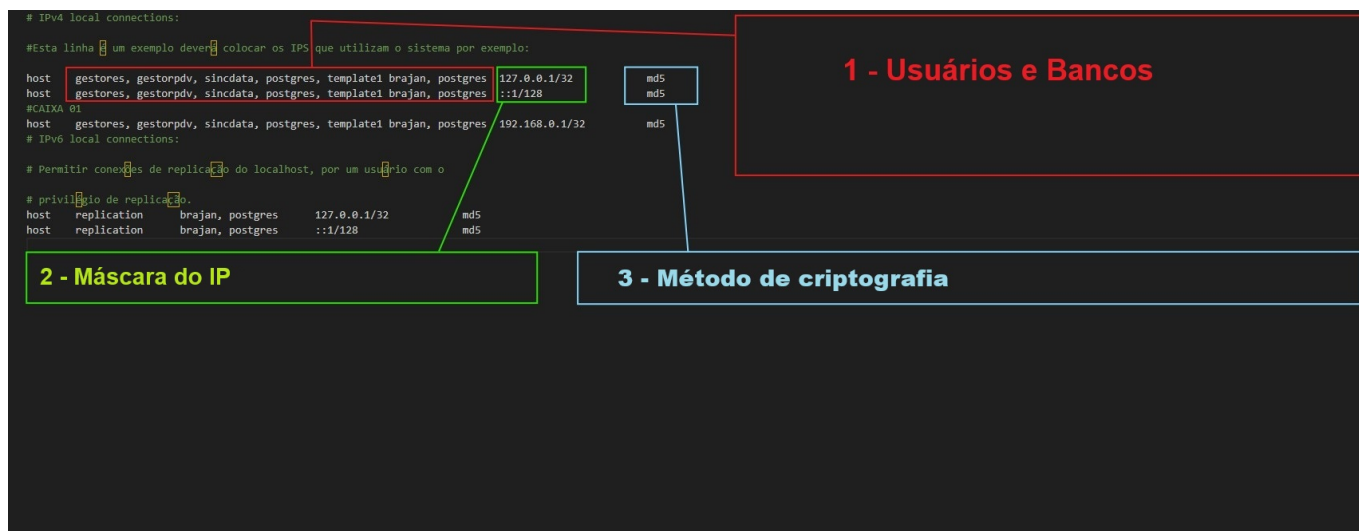 # IPv4 local connections:
#Esta linha é um exemplo deverá colocar os IPS que utilizam o sistema por exemplo:
host gestores, gestorpdv, sincdata, postgres, template1 brajan, postgres 127.0.0.1/32 md5
host gestores, gestorpdv, sincdata, postgres, template1 brajan, postgres ::1/128 md5
#CAIXA 01
host gestores, gestorpdv, sincdata, postgres, template1 brajan, postgres 192.168.0.1/32 md5
# IPv6 local connections:
# Permitir conexões de replicação do localhost, por um usuário com o
# privilégio de replicação.
host replication brajan, postgres 127.0.0.1/32 md5
host replication brajan, postgres ::1/128 md5
1 - Usuários e Bancos
2 - Máscara do IP
3 - Método de criptografia